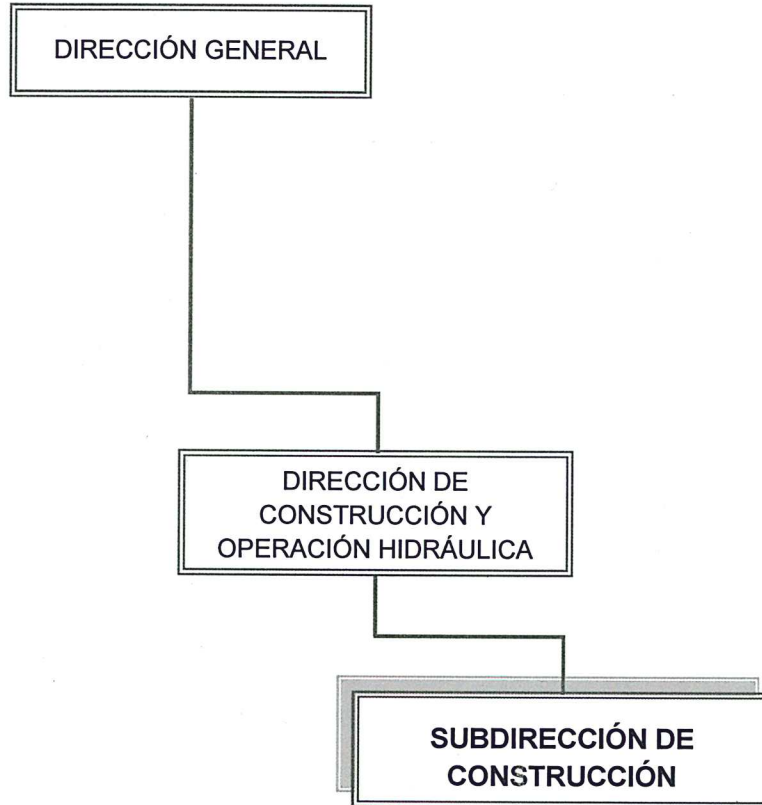 DIRECCIÓN GENERAL
DIRECCIÓN DE
CONSTRUCCIÓN Y
OPERACIÓN HIDRÁULICA
SUBDIRECCIÓN DE
CONSTRUCCIÓN